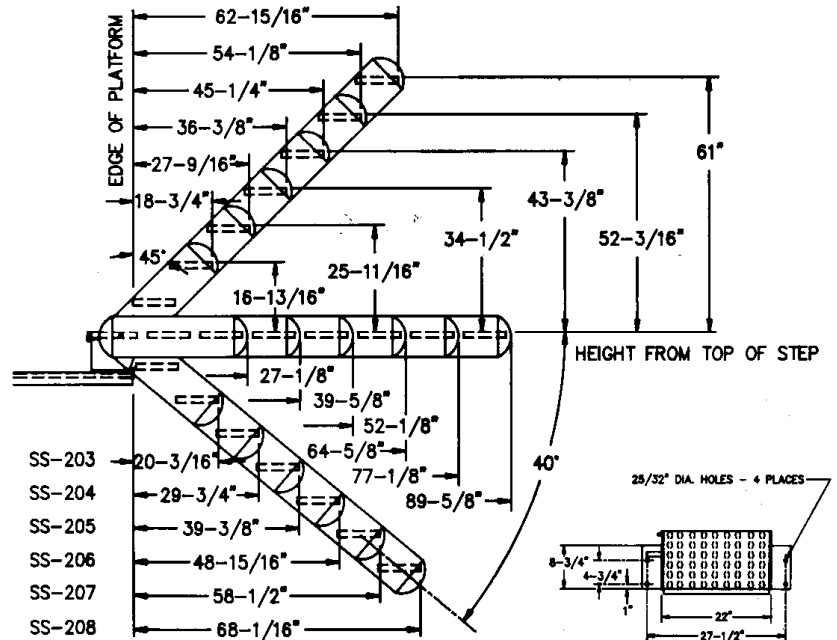 62-15/16"
54-1/8"
45-1/4"
36-3/8"
27-9/16"
18-3/4"
EDGE OF PLATFORM
45°
61"
43-3/8"
52-3/16"
34-1/2"
25-11/16"
16-13/16"
HEIGHT FROM TOP OF STEP
27-1/8"
39-5/8"
52-1/8"
64-5/8"
77-1/8"
89-5/8"
40°
SS-203 20-3/16"
SS-204 29-3/4"
SS-205 39-3/8"
SS-206 48-15/16"
SS-207 58-1/2"
SS-208 68-1/16"
25/32" DIA. HOLES - 4 PLACES
8-3/4"
4-3/4"
1"
22"
27-1/2"